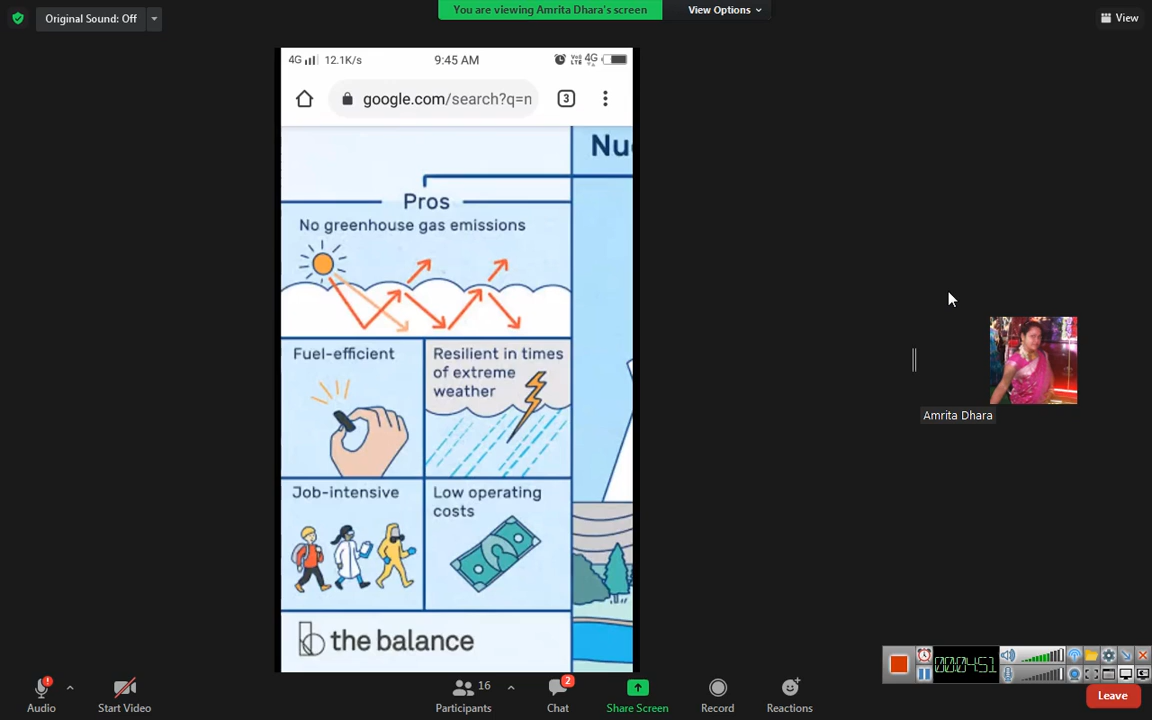 Original Sound: Off
You are viewing Amrita Dhara's screen
View Options
View
4G 12.1K/s
9:45 AM
4G
google.com/search?q=n
3
Nu
Pros
No greenhouse gas emissions
Fuel-efficient
Resilient in times
of extreme
weather
Job-intensive
Low operating
costs
the balance
Amrita Dhara
Audio
Start Video
16
Participants
2
Chat
Share Screen
Record
Reactions
Leave